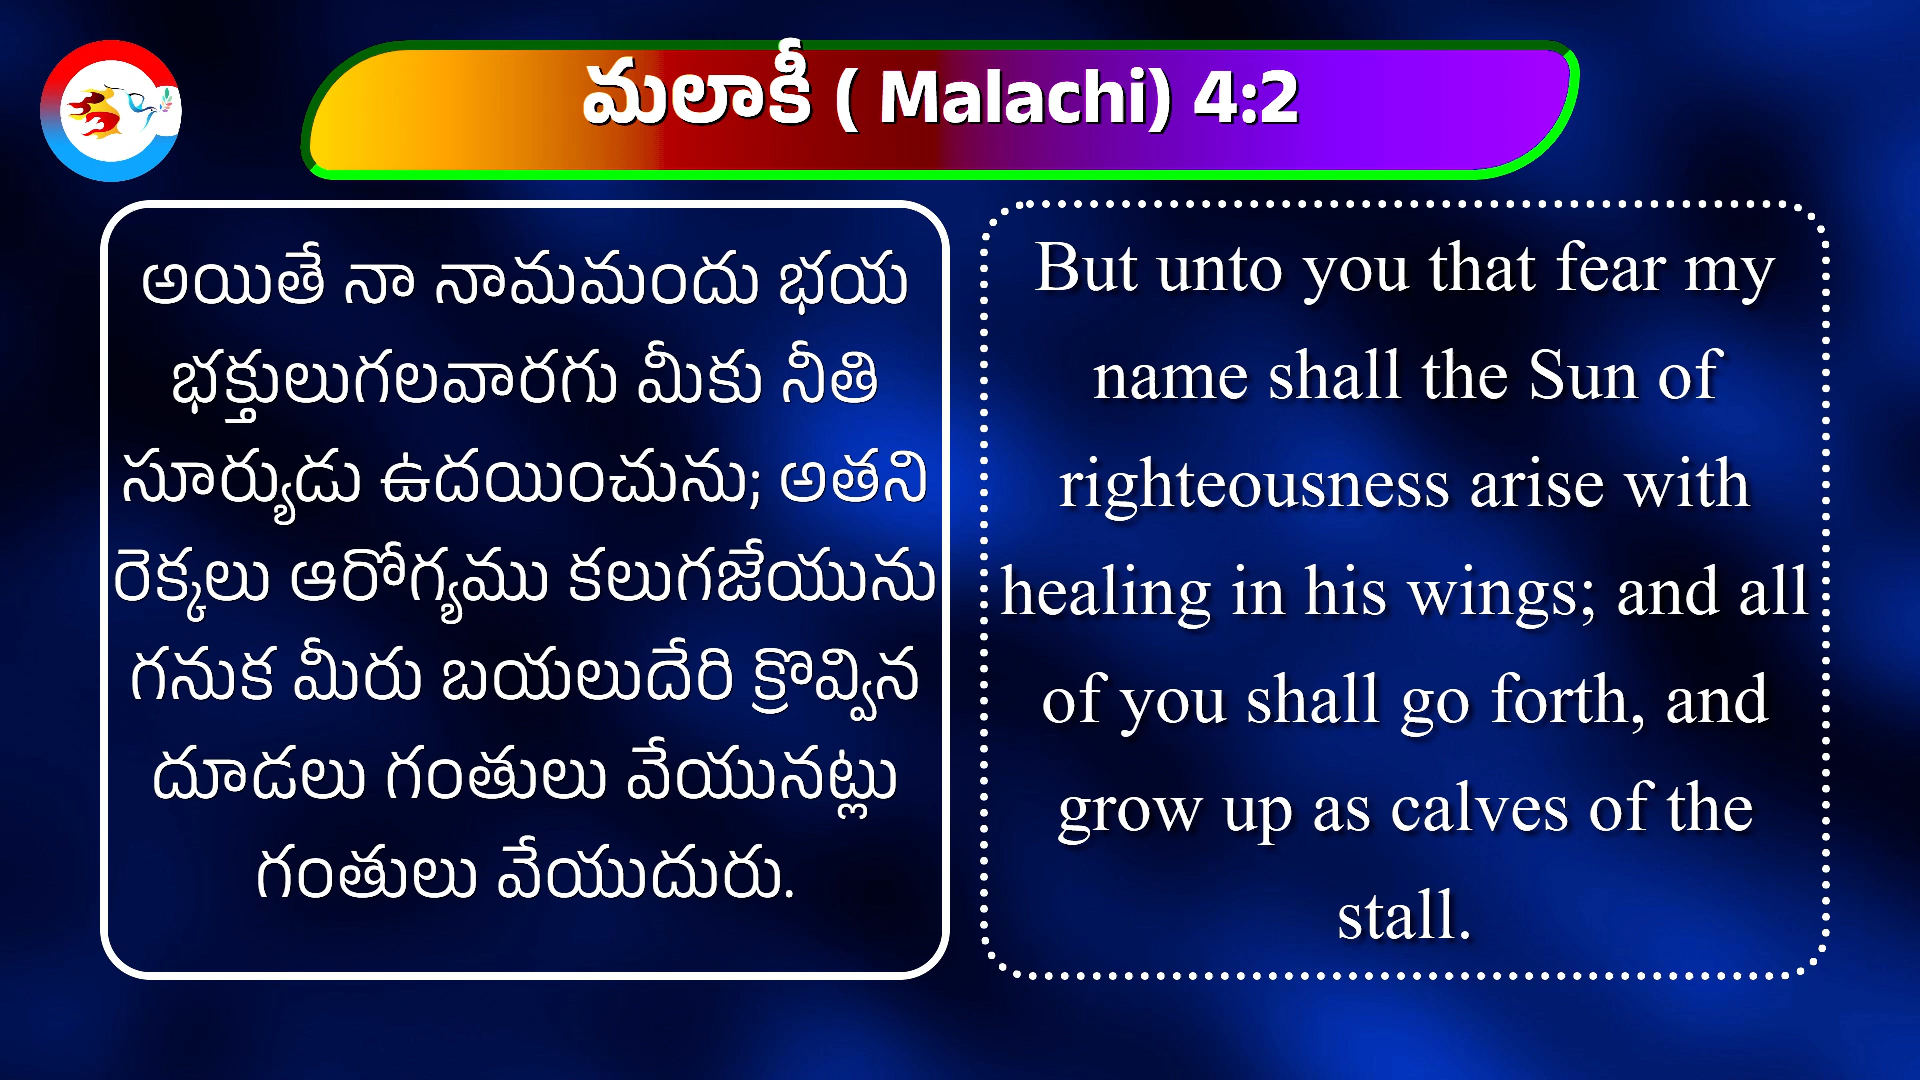 మలాకీ ( Malachi) 4:2
అయితే నా నామమందు భయ
భక్తులుగలవారగు మీకు నీతి
సూర్యుడు ఉదయించును; అతని
రెక్కలు ఆరోగ్యము కలుగజేయును
గనుక మీరు బయలుదేరి క్రొవ్విన
దూడలు గంతులు వేయునట్లు
గంతులు వేయుదురు.
But unto you that fear my
name shall the Sun of
righteousness arise with
healing in his wings; and all
of you shall go forth, and
grow up as calves of the
stall.